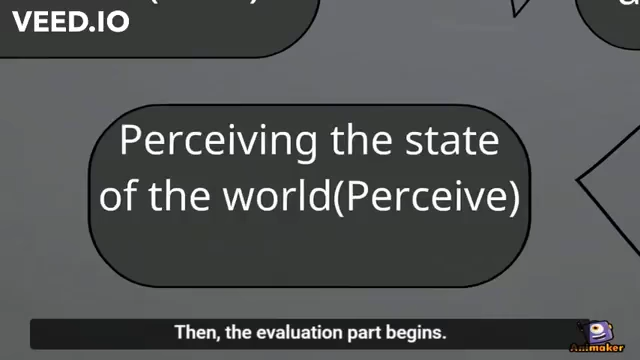 VEED.IO
Perceiving the state
of the world(Perceive)
Then, the evaluation part begins.
Animaker